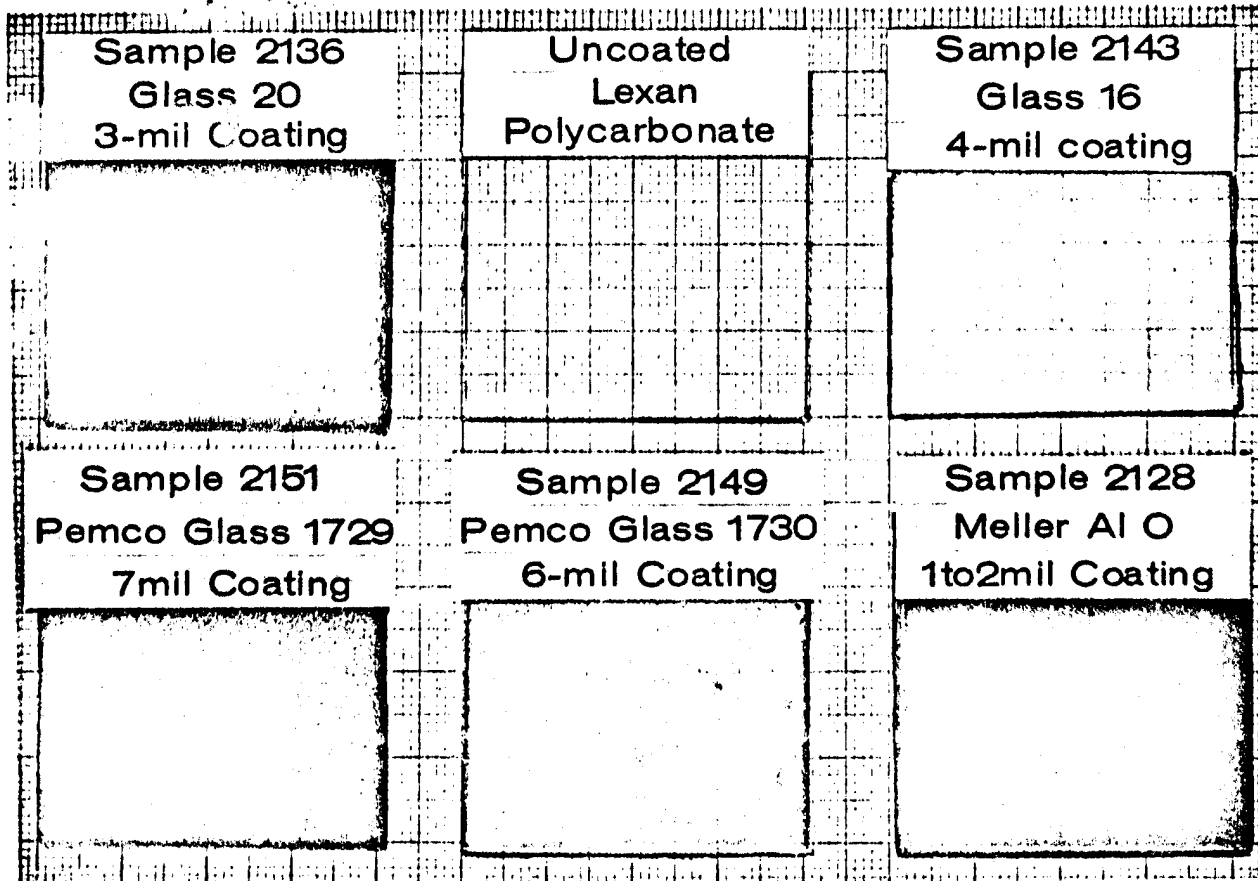 Sample 2136
Glass 20
3-mil Coating
Uncoated
Lexan
Polycarbonate
Sample 2143
Glass 16
4-mil coating
Sample 2151
Pemco Glass 1729
7mil Coating
Sample 2149
Pemco Glass 1730
6-mil Coating
Sample 2128
Meller Al O
1to2mil Coating